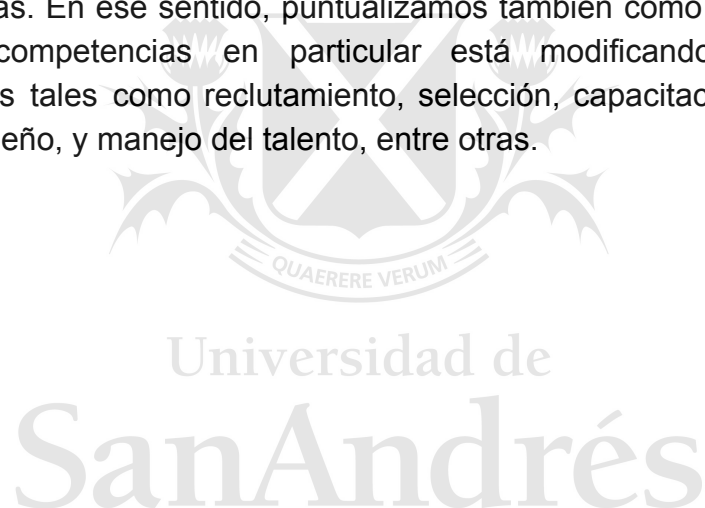 as. En ese sentido, puntualizamos también como
competencias en particular está modificando
s tales como reclutamiento, selección, capacitac
eño, y manejo del talento, entre otras.
QUAERERE VERUM
Universidad de
SanAndrés